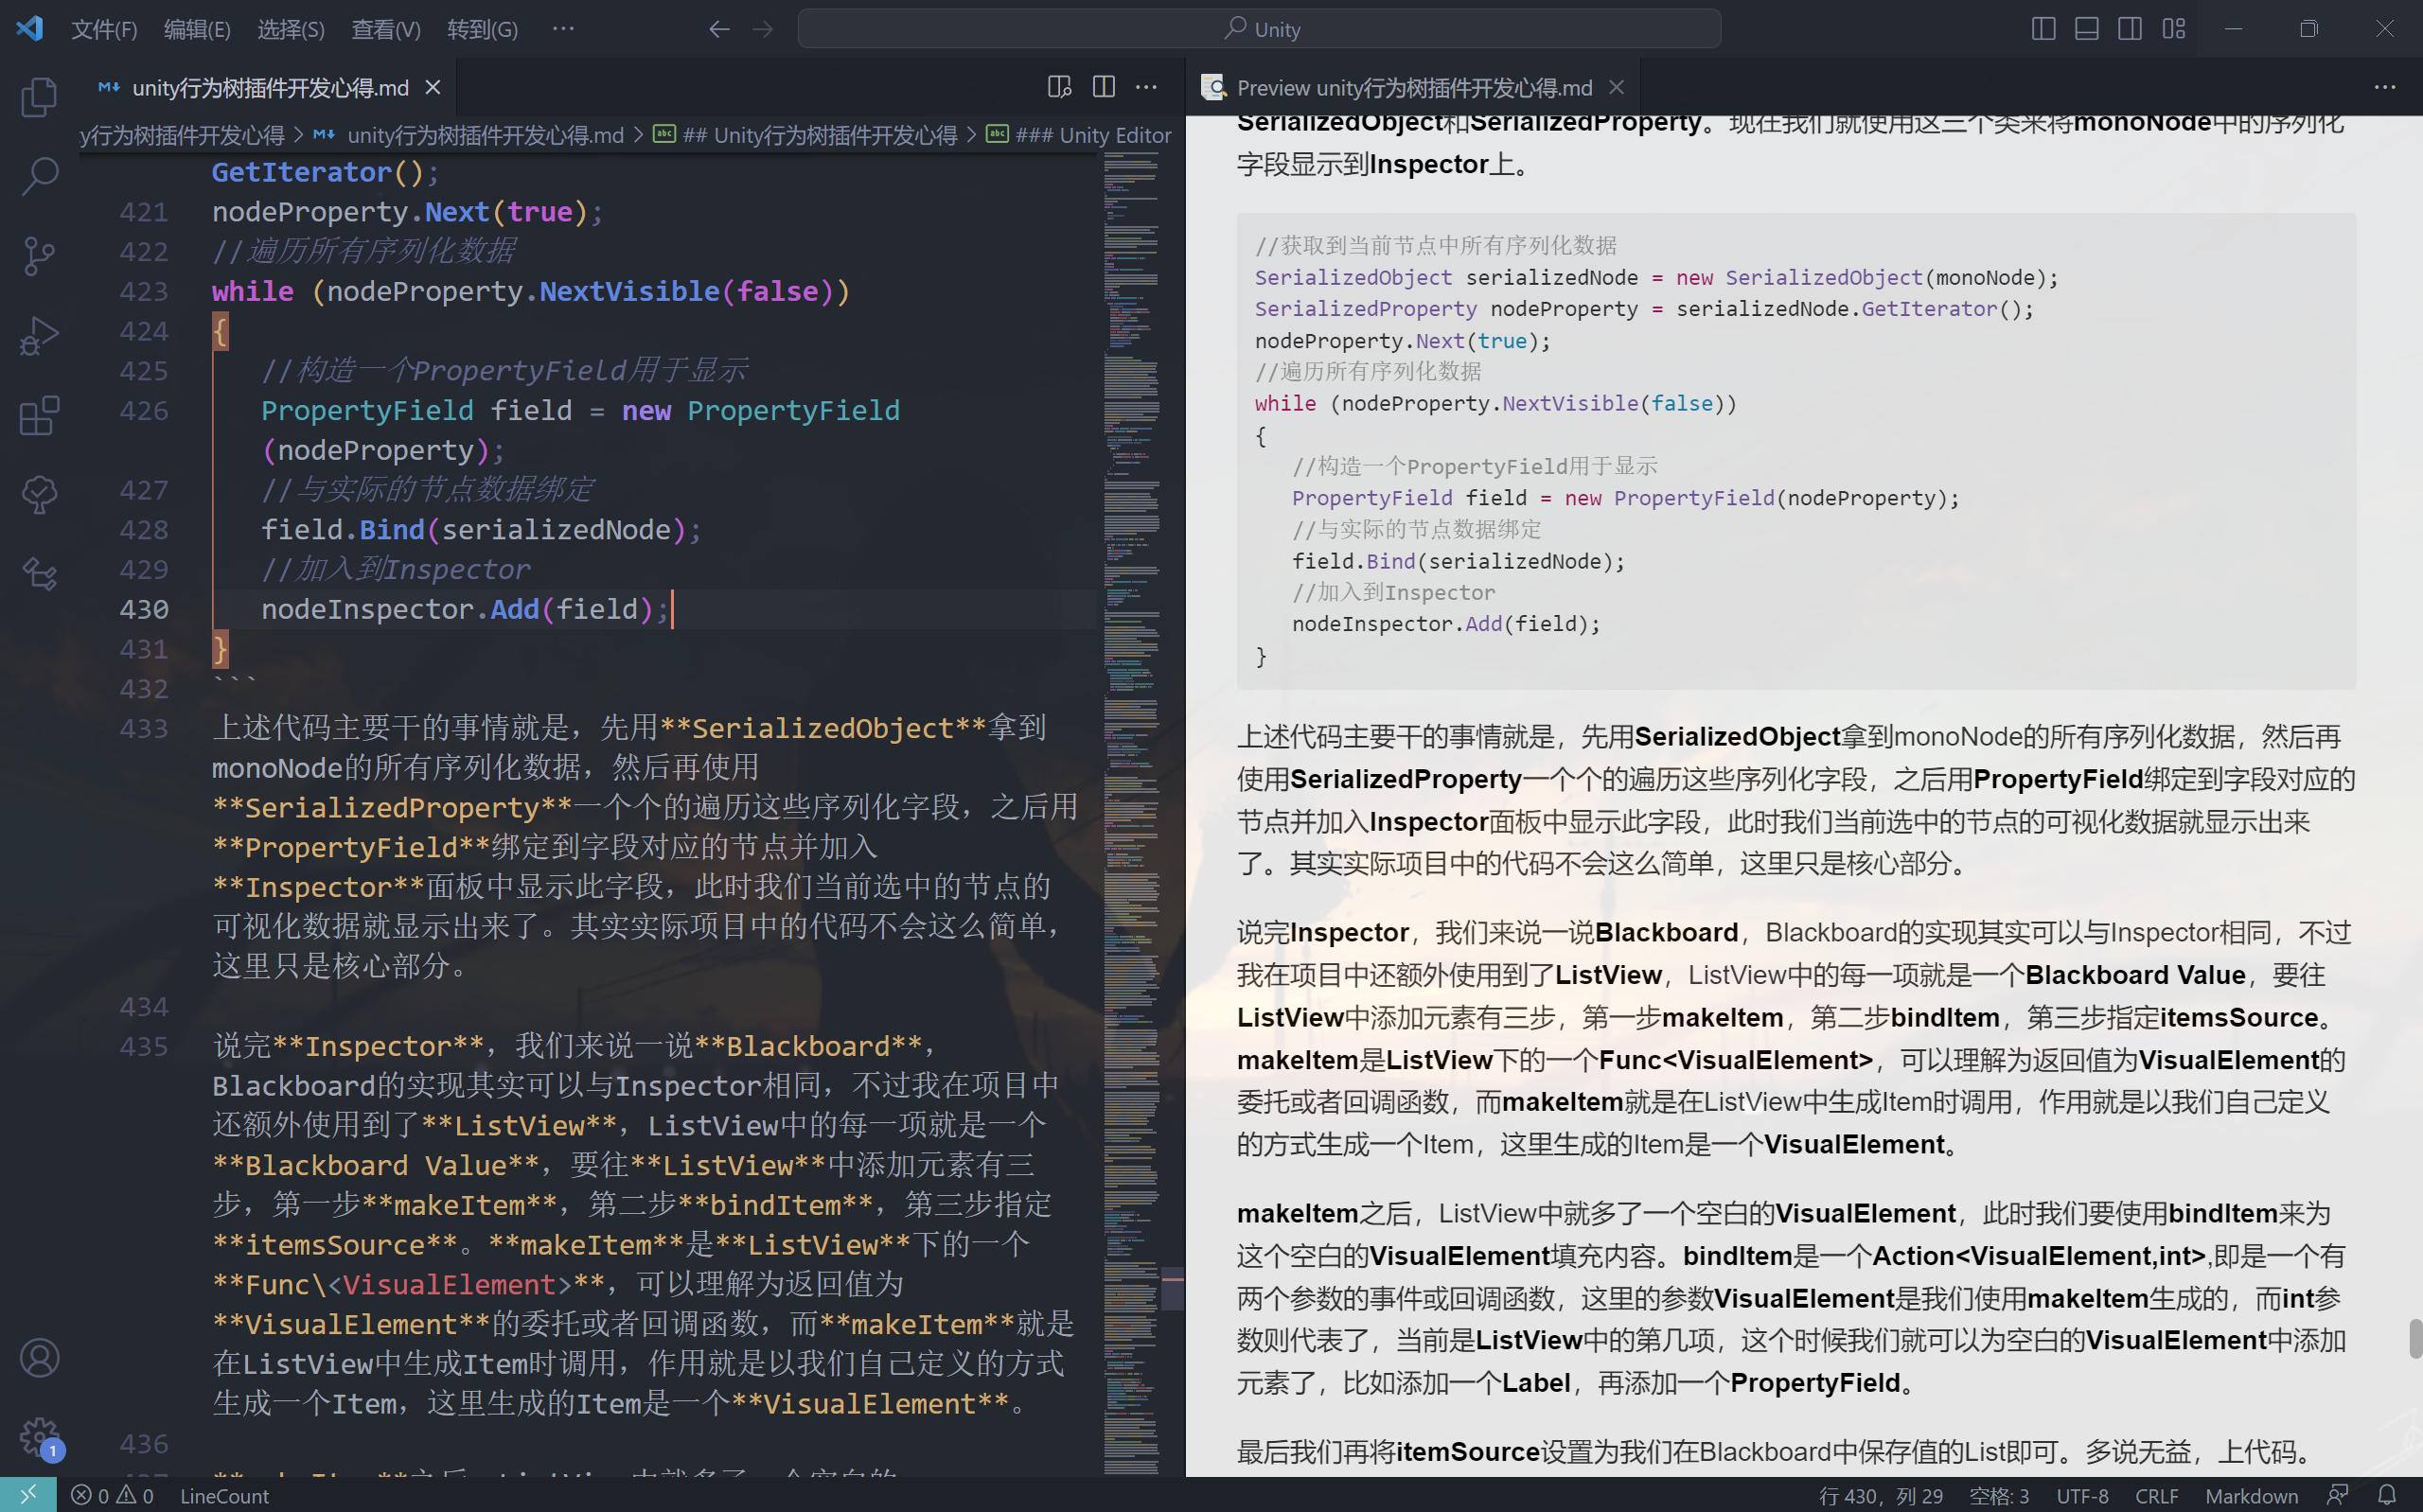 文件(F) 编辑(E) 选择(S) 查看(V) 转到(G) ··· Unity
unity行为树插件开发心得.md
y行为树插件开发心得 > unity行为树插件开发心得.md > ## Unity行为树插件开发心得 > ### Unity Editor
GetIterator();
421 nodeProperty.Next(true);
422 //遍历所有序列化数据
423 while (nodeProperty.NextVisible(false))
424 {
425 //构造一个PropertyField用于显示
426 PropertyField field = new PropertyField
(nodeProperty);
427 //与实际的节点数据绑定
428 field.Bind(serializedNode);
429 //加入到Inspector
430 nodeInspector.Add(field);
431 }
432 ```
433 上述代码主要干的事情就是，先用**SerializedObject**拿到
monoNode的所有序列化数据，然后再使用
**SerializedProperty**一个个的遍历这些序列化字段，之后用
**PropertyField**绑定到字段对应的节点并加入
**Inspector**面板中显示此字段，此时我们当前选中的节点的
可视化数据就显示出来了。其实实际项目中的代码不会这么简单，
这里只是核心部分。
434
435 说完**Inspector**，我们来说一说**Blackboard**，
Blackboard的实现其实可以与Inspector相同，不过我在项目中
还额外使用到了**ListView**，ListView中的每一项就是一个
**Blackboard Value**，要往**ListView**中添加元素有三
步，第一步**makeItem**，第二步**bindItem**，第三步指定
**itemsSource**。**makeItem**是**ListView**下的一个
**Func\<VisualElement>**，可以理解为返回值为
**VisualElement**的委托或者回调函数，而**makeItem**就是
在ListView中生成Item时调用，作用就是以我们自己定义的方式
生成一个Item，这里生成的Item是一个**VisualElement**。
436
Preview unity行为树插件开发心得.md
SerializedObject和SerializedProperty。现在我们就使用这三个类来将monoNode中的序列化
字段显示到Inspector上。
//获取到当前节点中所有序列化数据
SerializedObject serializedNode = new SerializedObject(monoNode);
SerializedProperty nodeProperty = serializedNode.GetIterator();
nodeProperty.Next(true);
//遍历所有序列化数据
while (nodeProperty.NextVisible(false))
{
//构造一个PropertyField用于显示
PropertyField field = new PropertyField(nodeProperty);
//与实际的节点数据绑定
field.Bind(serializedNode);
//加入到Inspector
nodeInspector.Add(field);
}
上述代码主要干的事情就是，先用SerializedObject拿到monoNode的所有序列化数据，然后再
使用SerializedProperty一个个的遍历这些序列化字段，之后用PropertyField绑定到字段对应的
节点并加入Inspector面板中显示此字段，此时我们当前选中的节点的可视化数据就显示出来
了。其实实际项目中的代码不会这么简单，这里只是核心部分。
说完Inspector，我们来说一说Blackboard，Blackboard的实现其实可以与Inspector相同，不过
我在项目中还额外使用到了ListView，ListView中的每一项就是一个Blackboard Value，要往
ListView中添加元素有三步，第一步makeItem，第二步bindItem，第三步指定itemsSource。
makeItem是ListView下的一个Func<VisualElement>，可以理解为返回值为VisualElement的
委托或者回调函数，而makeItem就是在ListView中生成Item时调用，作用就是以我们自己定义
的方式生成一个Item，这里生成的Item是一个VisualElement。
makeItem之后，ListView中就多了一个空白的VisualElement，此时我们要使用bindItem来为
这个空白的VisualElement填充内容。bindItem是一个Action<VisualElement,int>,即是一个有
两个参数的事件或回调函数，这里的参数VisualElement是我们使用makeItem生成的，而int参
数则代表了，当前是ListView中的第几项，这个时候我们就可以为空白的VisualElement中添加
元素了，比如添加一个Label，再添加一个PropertyField。
最后我们再将itemSource设置为我们在Blackboard中保存值的List即可。多说无益，上代码。
1
0 0 LineCount 行 430，列 29 空格: 3 UTF-8 CRLF Markdown